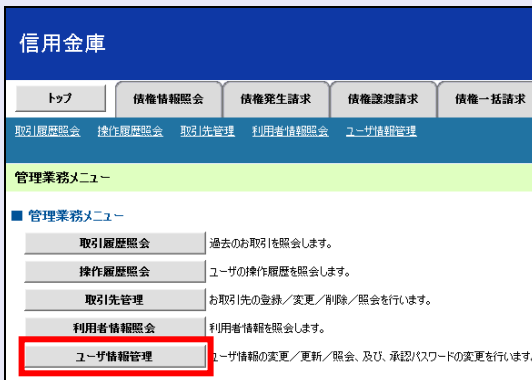 信用金庫
トップ 債権情報照会 債権発生請求 債権譲渡請求 債権一括請求
取引履歴照会 操作履歴照会 取引先管理 利用者情報照会 ユーザ情報管理
管理業務メニュー
■ 管理業務メニュー
取引履歴照会 過去のお取引を照会します。
操作履歴照会 ユーザの操作履歴を照会します。
取引先管理 お取引先の登録／変更／削除／照会を行います。
利用者情報照会 利用者情報を照会します。
ユーザ情報管理 ユーザ情報の変更／更新／照会、及び、承認パスワードの変更を行います。